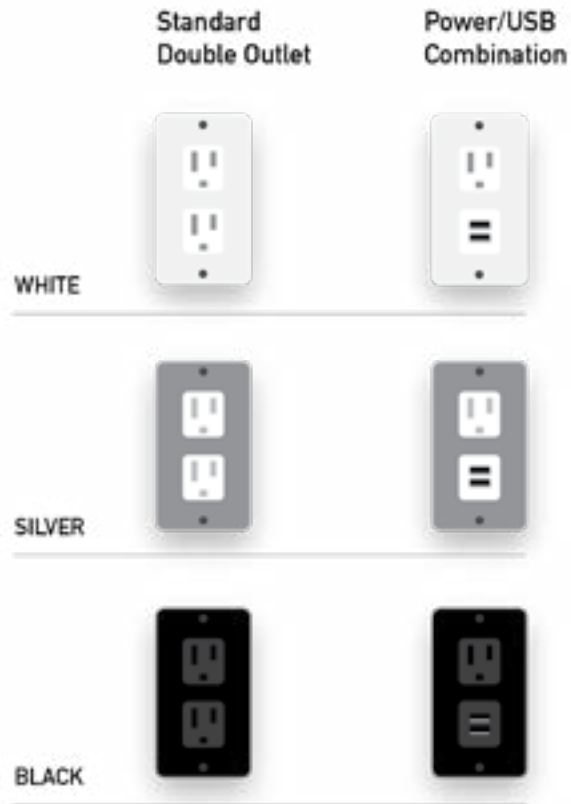 Standard
Double Outlet
Power/USB
Combination
WHITE
SILVER
BLACK